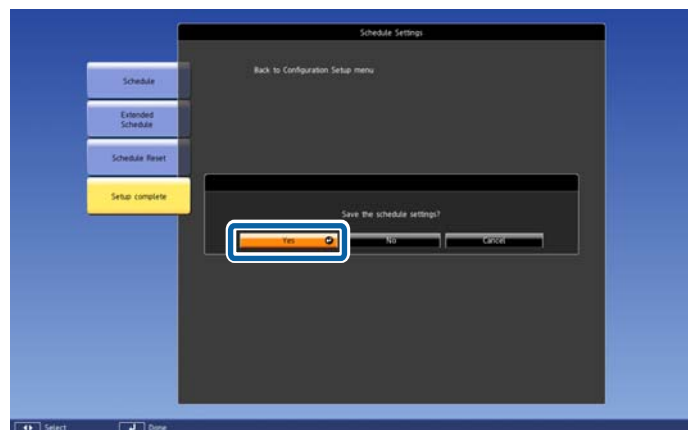 Schedule Settings
Schedule
Extended
Schedule
Schedule Reset
Setup complete
Back to Configuration Setup menu
Save the schedule settings?
Yes No Cancel
Select Done